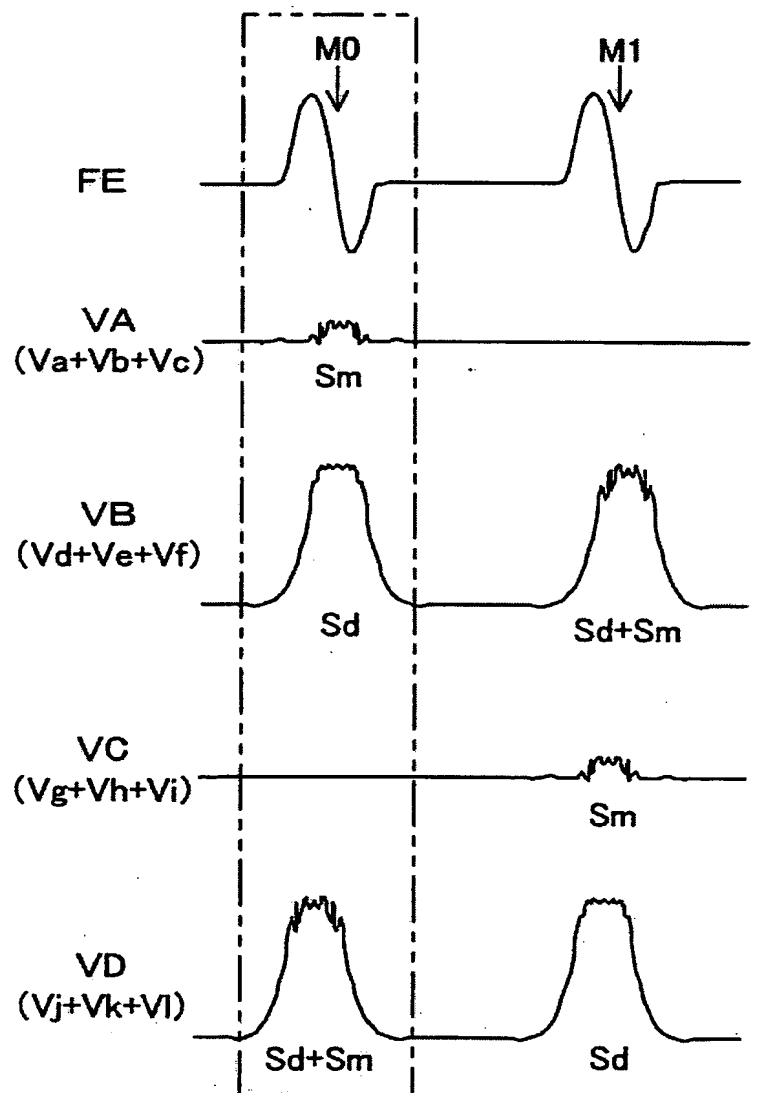 M0 M1
FE
VA
(Va+Vb+Vc)
Sm
VB
(Vd+Ve+Vf)
Sd Sd+Sm
VC
(Vg+Vh+Vi)
Sm
VD
(Vj+Vk+Vl)
Sd+Sm Sd